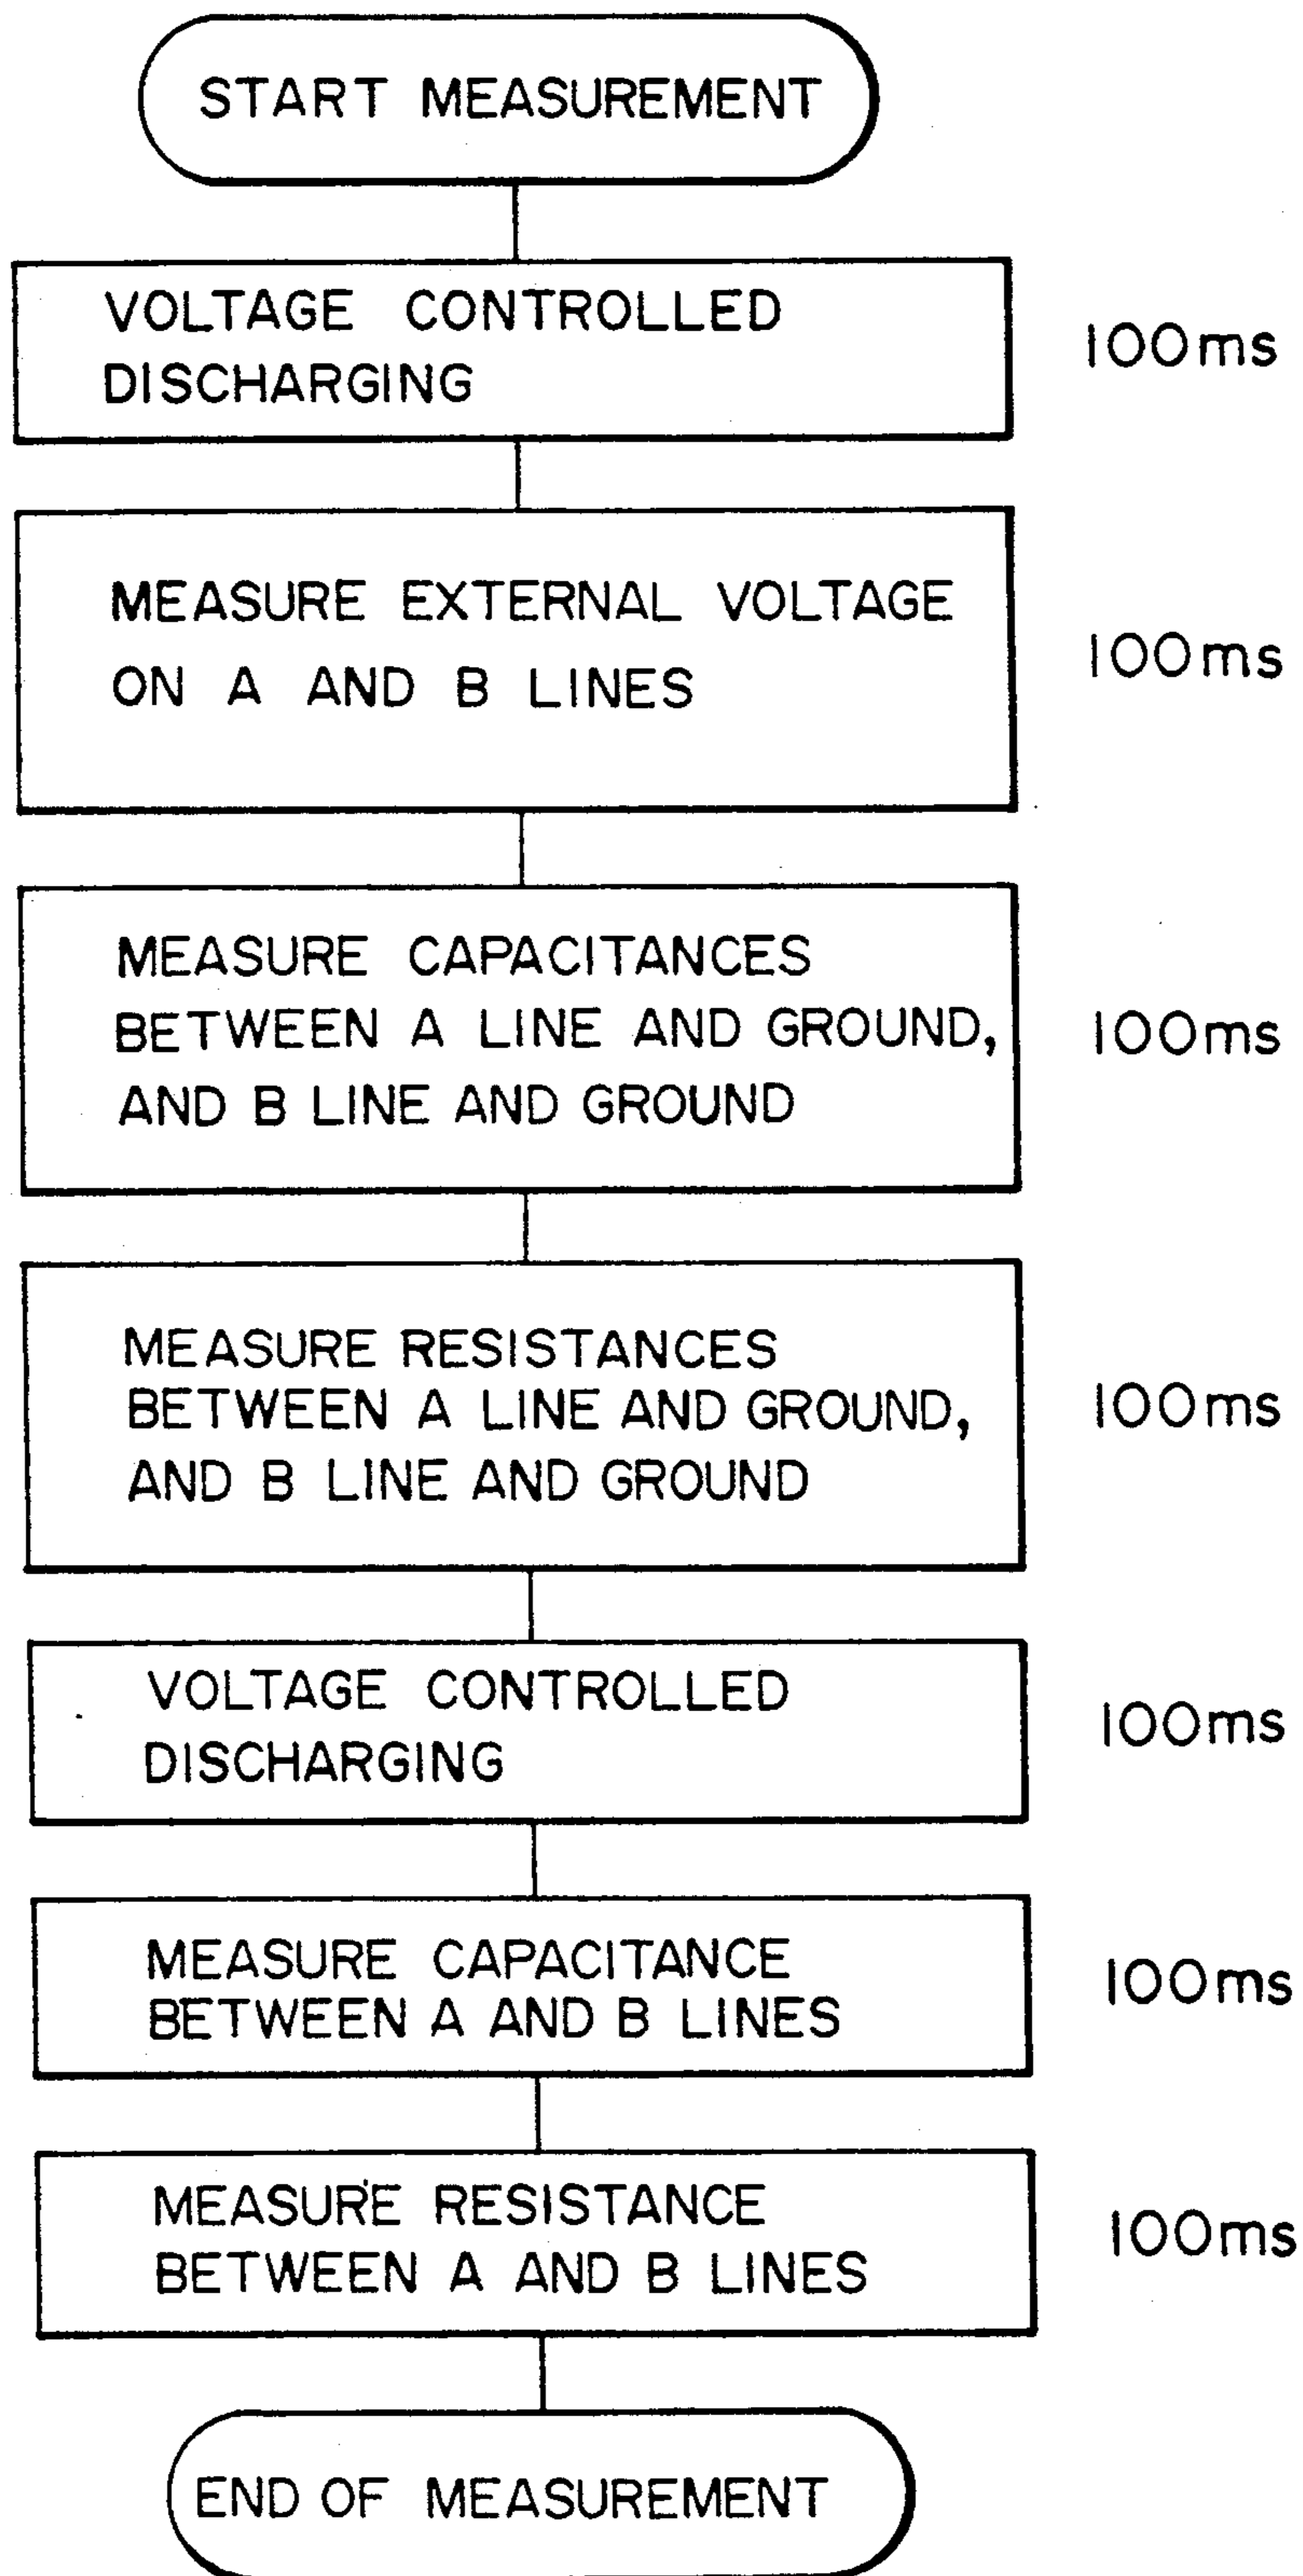 START MEASUREMENT
VOLTAGE CONTROLLED
DISCHARGING
100ms
MEASURE EXTERNAL VOLTAGE
ON A AND B LINES
100ms
MEASURE CAPACITANCES
BETWEEN A LINE AND GROUND,
AND B LINE AND GROUND
100ms
MEASURE RESISTANCES
BETWEEN A LINE AND GROUND,
AND B LINE AND GROUND
100ms
VOLTAGE CONTROLLED
DISCHARGING
100ms
MEASURE CAPACITANCE
BETWEEN A AND B LINES
100ms
MEASURE RESISTANCE
BETWEEN A AND B LINES
100ms
END OF MEASUREMENT